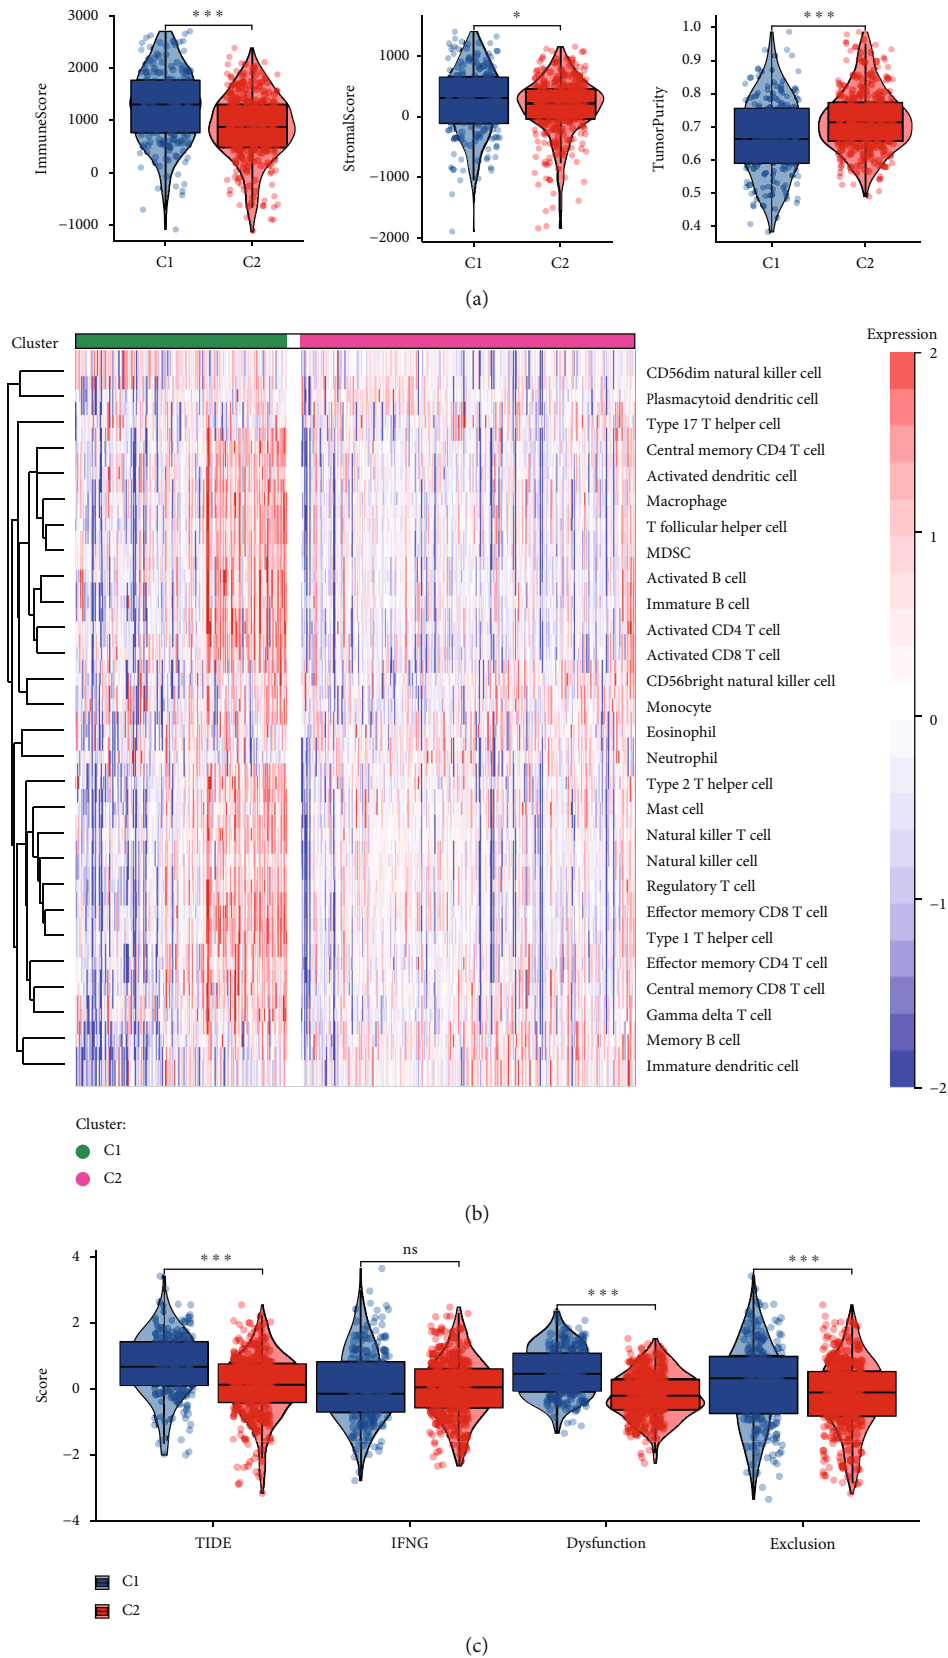 ImmuneScore
3000
2000
1000
0
−1000
***
C1
C2
StromalScore
1000
0
−1000
−2000
*
C1
C2
TumorPurity
1.0
0.9
0.8
0.7
0.6
0.5
0.4
***
C1
C2
(a)
Cluster
CD56dim natural killer cell
Plasmacytoid dendritic cell
Type 17 T helper cell
Central memory CD4 T cell
Activated dendritic cell
Macrophage
T follicular helper cell
MDSC
Activated B cell
Immature B cell
Activated CD4 T cell
Activated CD8 T cell
CD56bright natural killer cell
Monocyte
Eosinophil
Neutrophil
Type 2 T helper cell
Mast cell
Natural killer T cell
Natural killer cell
Regulatory T cell
Effector memory CD8 T cell
Type 1 T helper cell
Effector memory CD4 T cell
Central memory CD8 T cell
Gamma delta T cell
Memory B cell
Immature dendritic cell
Expression
2
1
0
−1
−2
Cluster:
C1
C2
(b)
Score
4
2
0
−2
−4
***
ns
***
***
TIDE
IFNG
Dysfunction
Exclusion
C1
C2
(c)